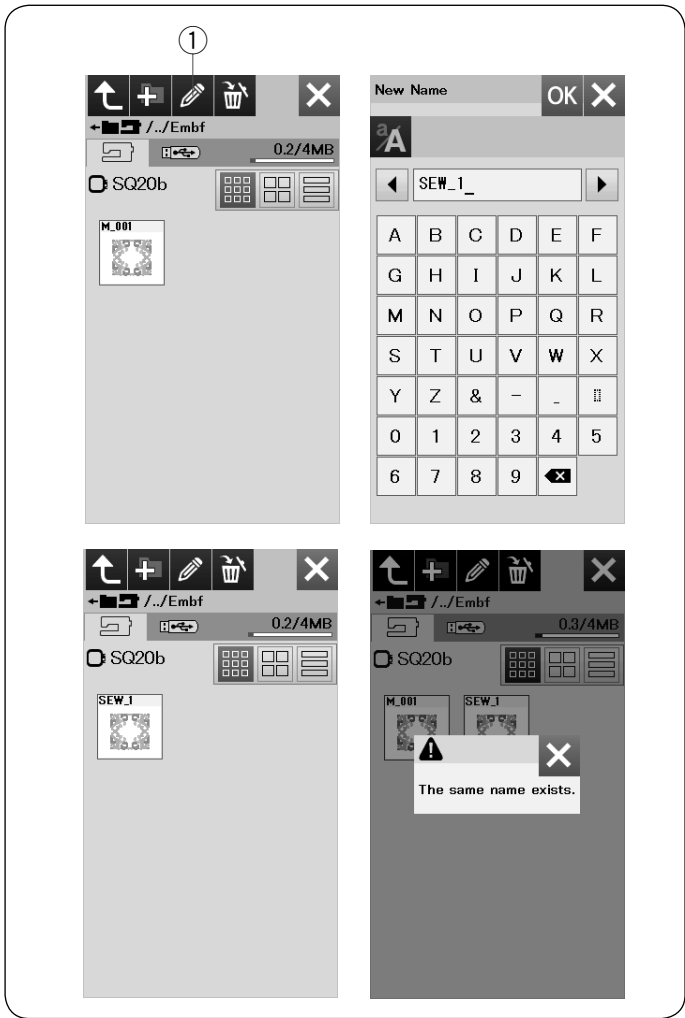 1
/../Embf
0.2/4MB
SQ20b
M_001
New Name
OK
a/A
SEW_1_
A B C D E F
G H I J K L
M N O P Q R
S T U V W X
Y Z & - _
0 1 2 3 4 5
6 7 8 9
/../Embf
0.2/4MB
SQ20b
SEW_1
/../Embf
0.3/4MB
SQ20b
M_001 SEW_1
The same name exists.